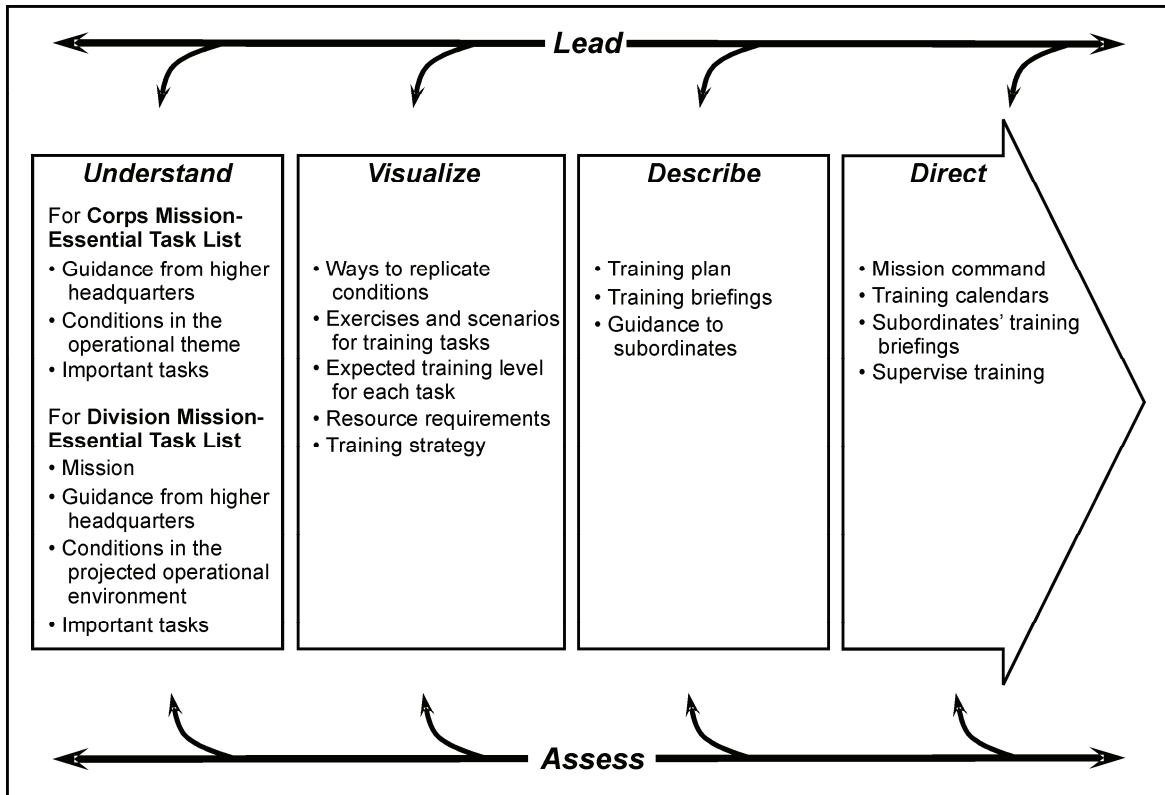 Lead
Understand
For Corps Mission-
Essential Task List
• Guidance from higher
headquarters
• Conditions in the
operational theme
• Important tasks
For Division Mission-
Essential Task List
• Mission
• Guidance from higher
headquarters
• Conditions in the
projected operational
environment
• Important tasks
Visualize
• Ways to replicate
conditions
• Exercises and scenarios
for training tasks
• Expected training level
for each task
• Resource requirements
• Training strategy
Describe
• Training plan
• Training briefings
• Guidance to
subordinates
Direct
• Mission command
• Training calendars
• Subordinates’ training
briefings
• Supervise training
Assess